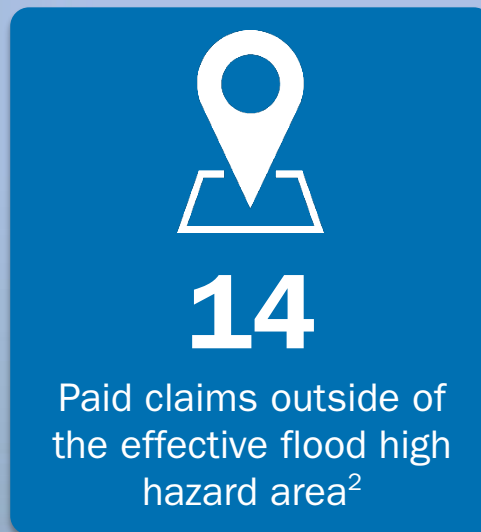 14
Paid claims outside of
the effective flood high
hazard area²